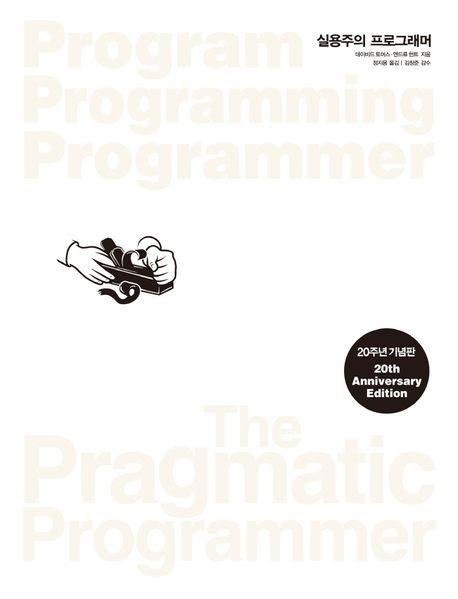 Program
실용주의 프로그래머
데이비드 토머스 · 앤드류 헌트 지음
정지용 옮김 | 김창준 감수
Programming
Programmer
20주년 기념판
20th
Anniversary
Edition
The
Pragmatic
Programmer